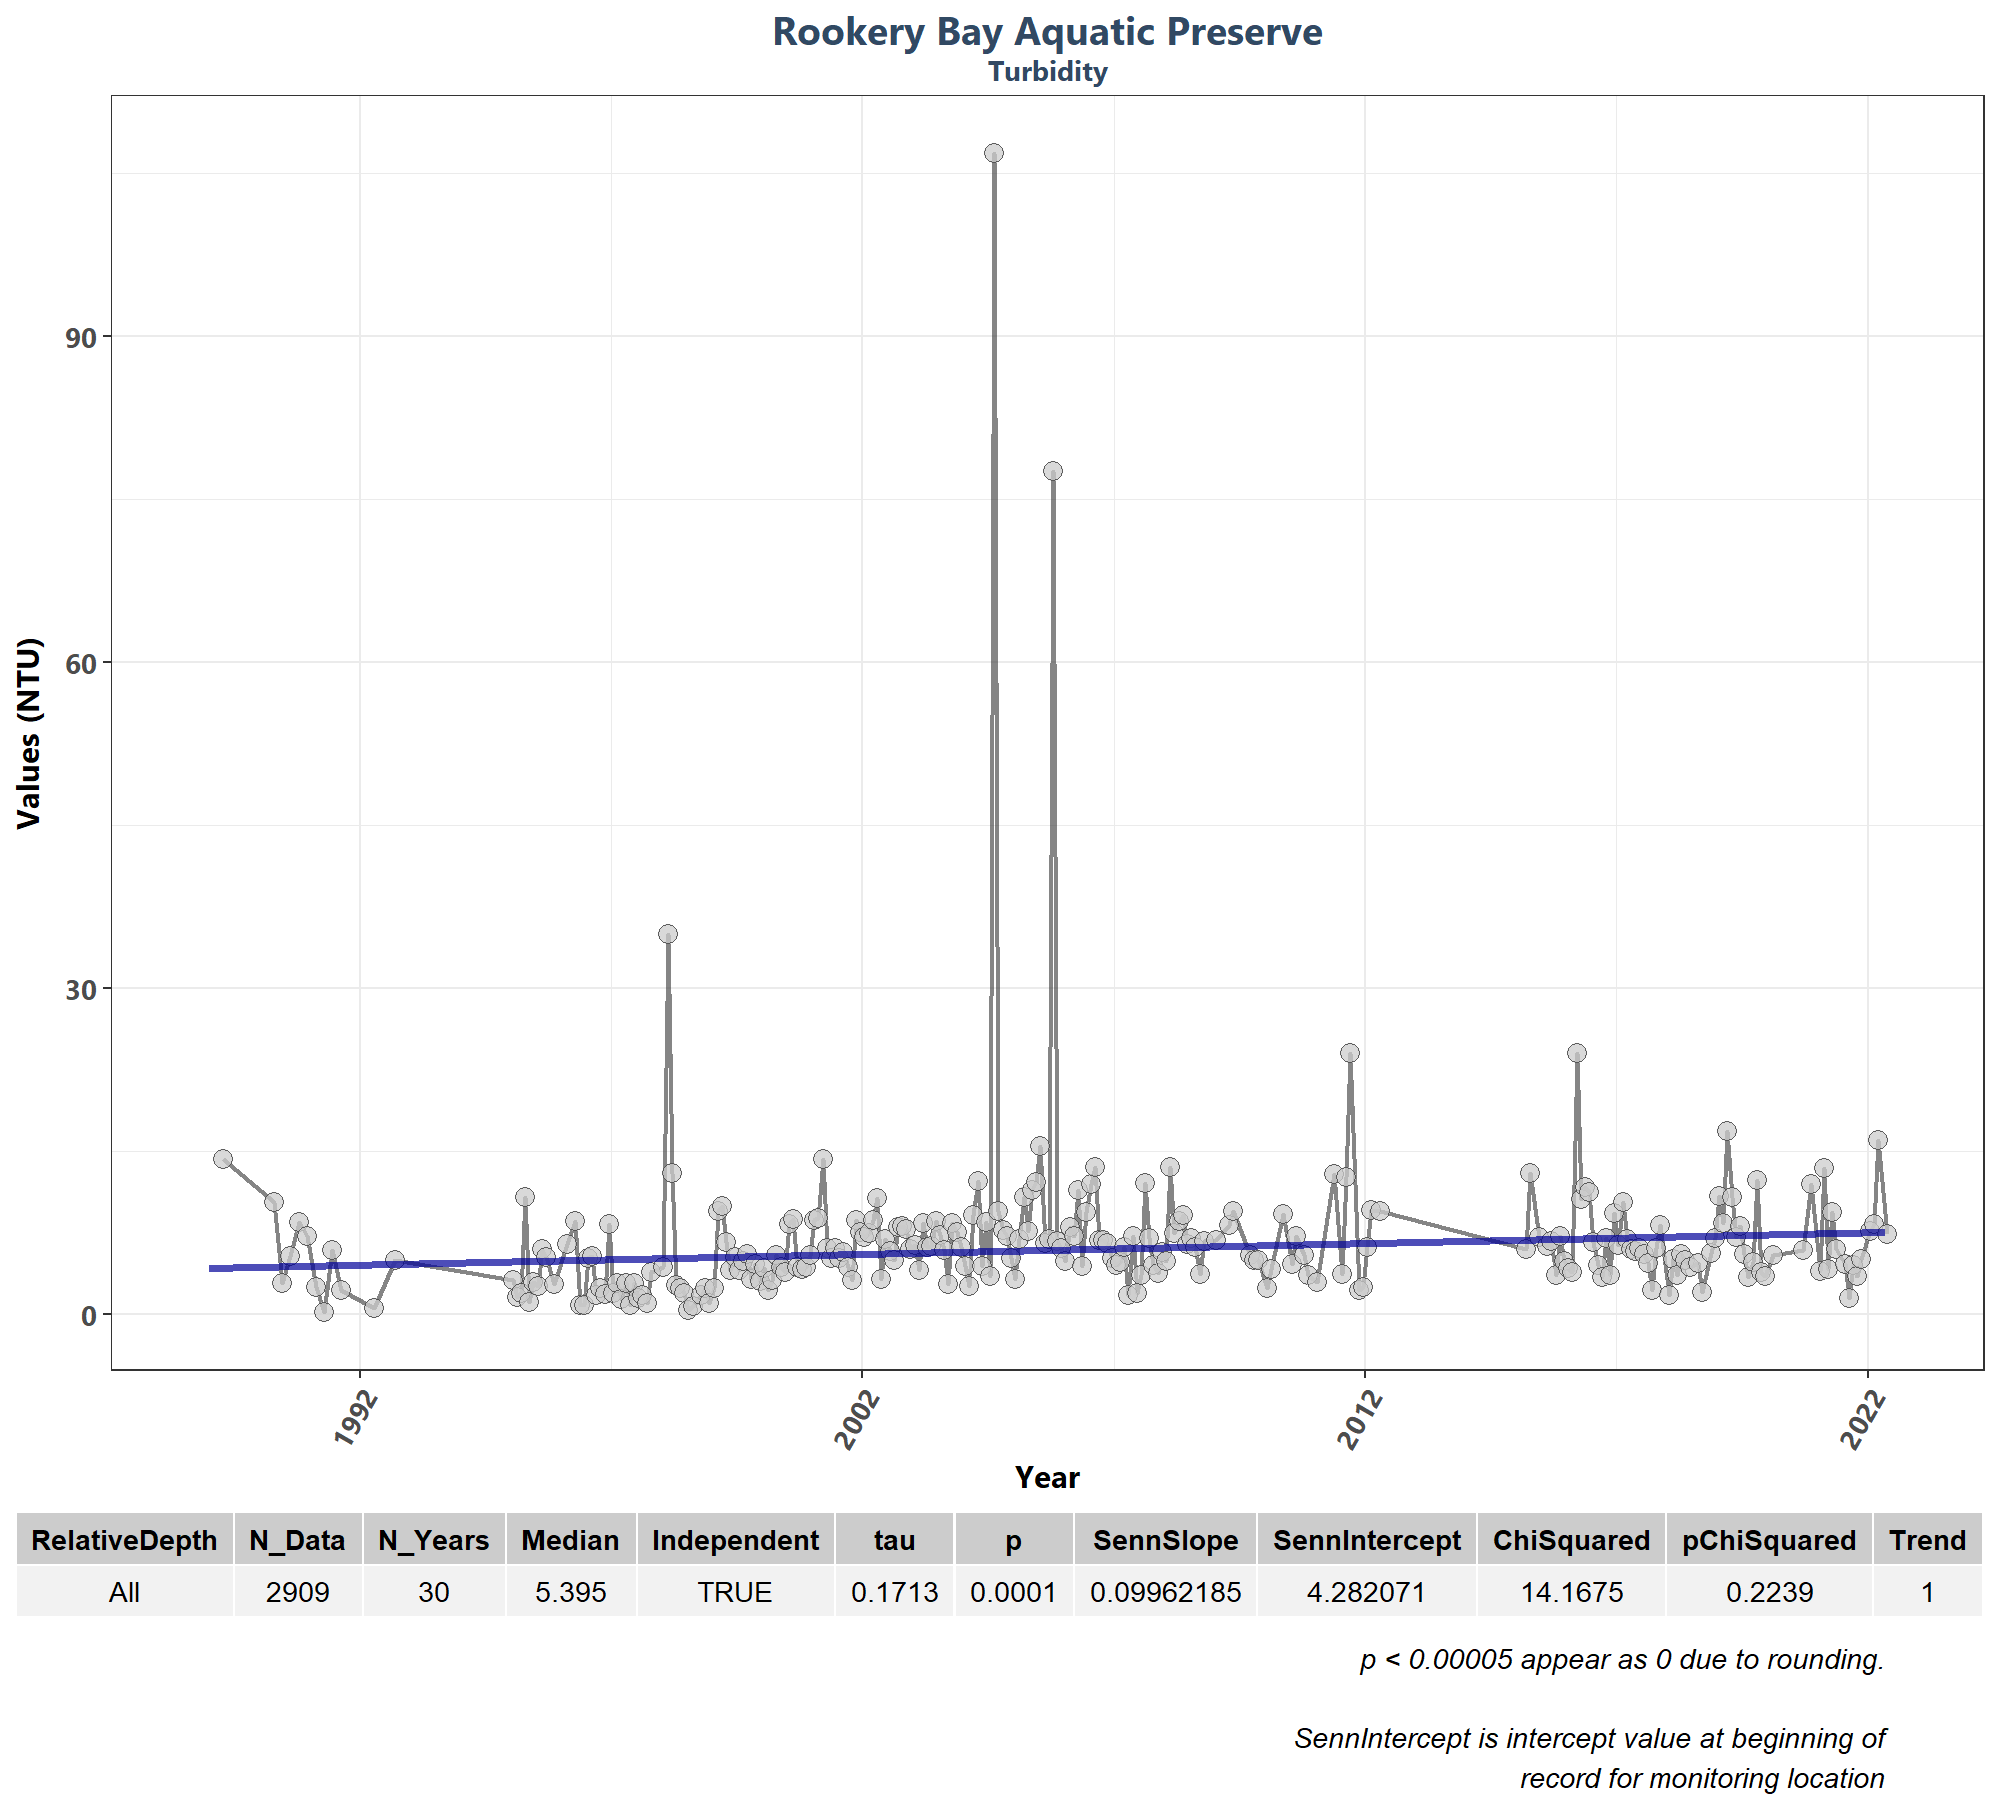 Rookery Bay Aquatic Preserve
Turbidity
Values (NTU)
90
60
30
0
1992
2002
2012
2022
Year
RelativeDepth N_Data N_Years Median Independent tau p SennSlope SennIntercept ChiSquared pChiSquared Trend
All 2909 30 5.395 TRUE 0.1713 0.0001 0.09962185 4.282071 14.1675 0.2239 1
p < 0.00005 appear as 0 due to rounding.
SennIntercept is intercept value at beginning of
record for monitoring location